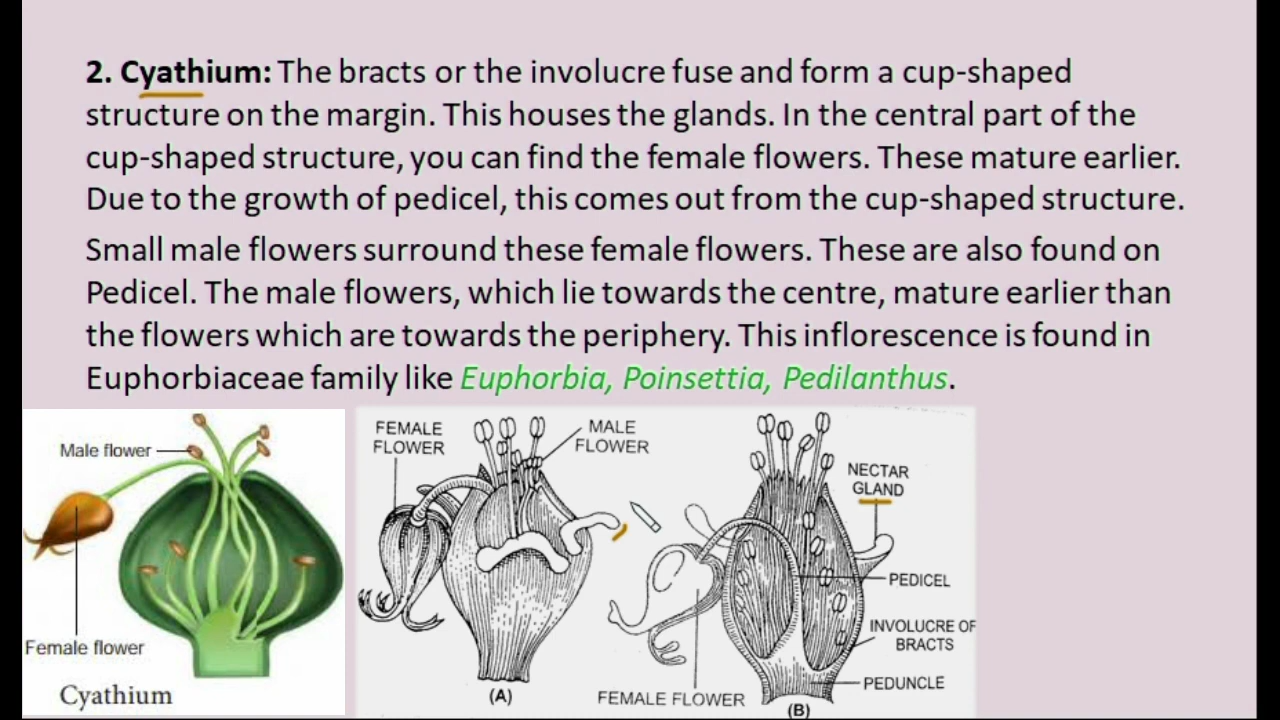 2. Cyathium: The bracts or the involucre fuse and form a cup-shaped
structure on the margin. This houses the glands. In the central part of the
cup-shaped structure, you can find the female flowers. These mature earlier.
Due to the growth of pedicel, this comes out from the cup-shaped structure.
Small male flowers surround these female flowers. These are also found on
Pedicel. The male flowers, which lie towards the centre, mature earlier than
the flowers which are towards the periphery. This inflorescence is found in
Euphorbiaceae family like Euphorbia, Poinsettia, Pedilanthus.
Male flower
Female flower
Cyathium
FEMALE
FLOWER
MALE
FLOWER
(A)
NECTAR
GLAND
PEDICEL
INVOLUCRE OF
BRACTS
PEDUNCLE
FEMALE FLOWER
(B)